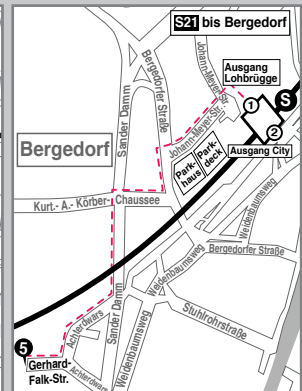 S21 bis Bergedorf
Ausgang
Lohbrügge
Johann-Meyer-Str.
Bergedorfer Straße
Sander Damm
1
S
2
Johann-Meyer-Str.
Park-
haus
Park-
deck
Ausgang City
Bergedorf
Kurt.- A.- Körber- Chaussee
Weidenbaumsweg
Weidenbaumsweg
Bergedorfer Straße
Achterdwars
Sander Damm
Weidenbaumsweg
Stuhlrohrstraße
5
Gerhard-
Falk-Str.
Achterdwars